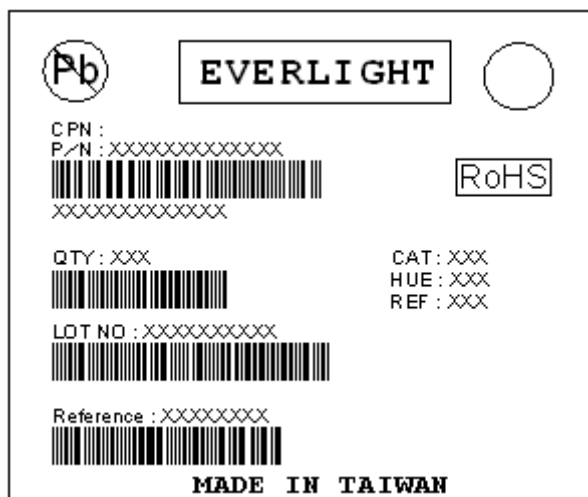 Pb
EVERLIGHT
CPN :
P/N : XXXXXXXXXXXXX
RoHS
XXXXXXXXXXXXX
QTY : XXX
CAT : XXX
HUE : XXX
REF : XXX
LOT NO : XXXXXXXXXX
Reference : XXXXXXXX
MADE IN TAIWAN